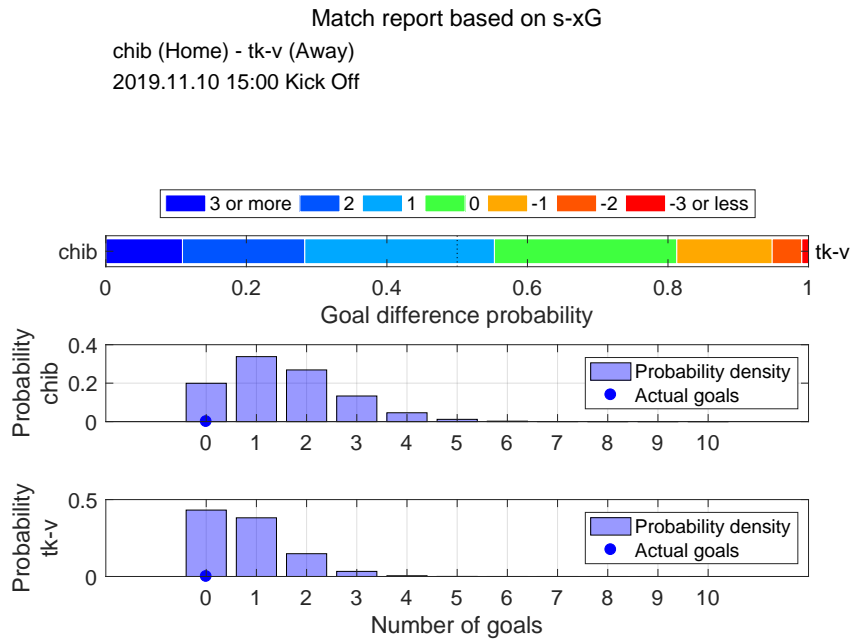 Match report based on s-xG
chib (Home) - tk-v (Away)
2019.11.10 15:00 Kick Off
3 or more 2 1 0 -1 -2 -3 or less
chib tk-v
0 0.2 0.4 0.6 0.8 1
Goal difference probability
Probability
chib
0.4
0.2
0
Probability density
Actual goals
0 1 2 3 4 5 6 7 8 9 10
Probability
tk-v
0.5
0
Probability density
Actual goals
0 1 2 3 4 5 6 7 8 9 10
Number of goals